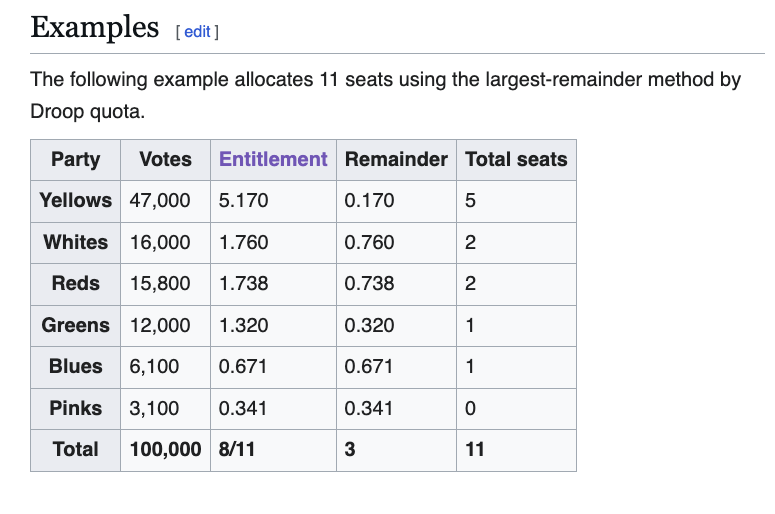 Examples [ edit ]
The following example allocates 11 seats using the largest-remainder method by
Droop quota.
Party Votes Entitlement Remainder Total seats
Yellows 47,000 5.170 0.170 5
Whites 16,000 1.760 0.760 2
Reds 15,800 1.738 0.738 2
Greens 12,000 1.320 0.320 1
Blues 6,100 0.671 0.671 1
Pinks 3,100 0.341 0.341 0
Total 100,000 8/11 3 11